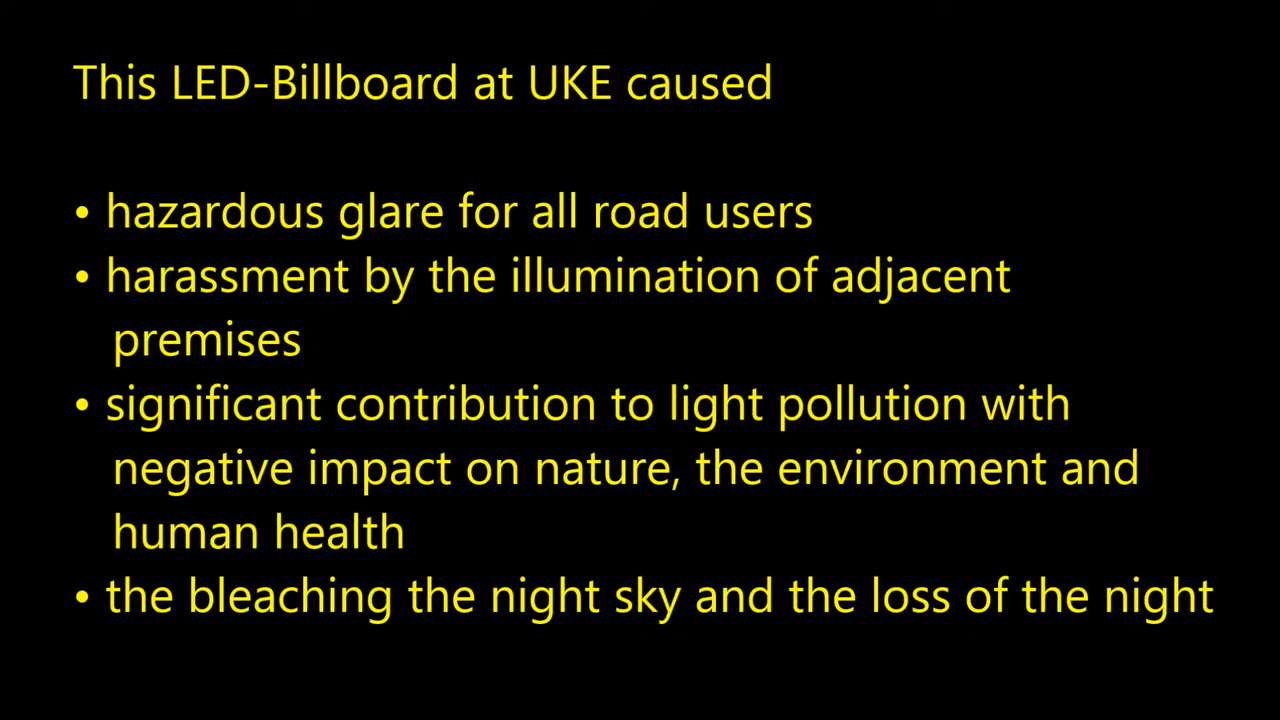 This LED-Billboard at UKE caused
• hazardous glare for all road users
• harassment by the illumination of adjacent
premises
• significant contribution to light pollution with
negative impact on nature, the environment and
human health
• the bleaching the night sky and the loss of the night